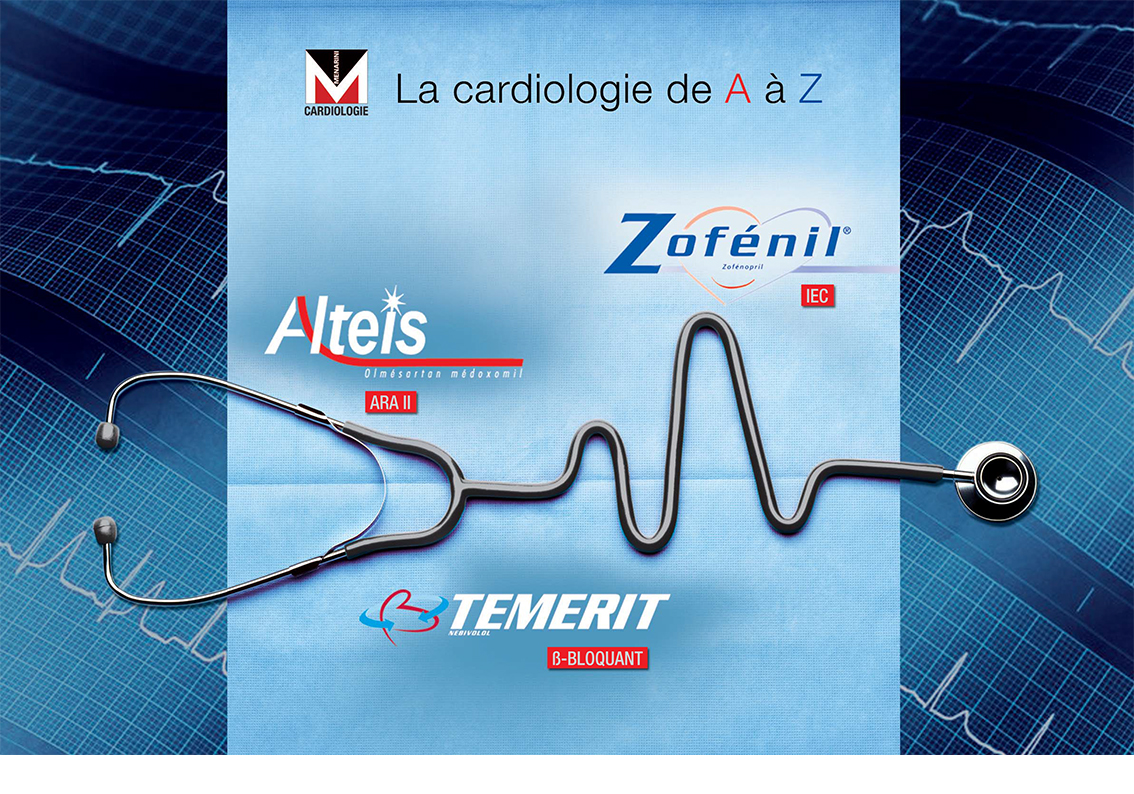 MENARINI
CARDIOLOGIE
La cardiologie de A à Z
Zofénil®
Zofénopril
IEC
Alteis
Olmésartan médoxomil
ARA II
TEMERIT
NEBIVOLOL
ß-BLOQUANT